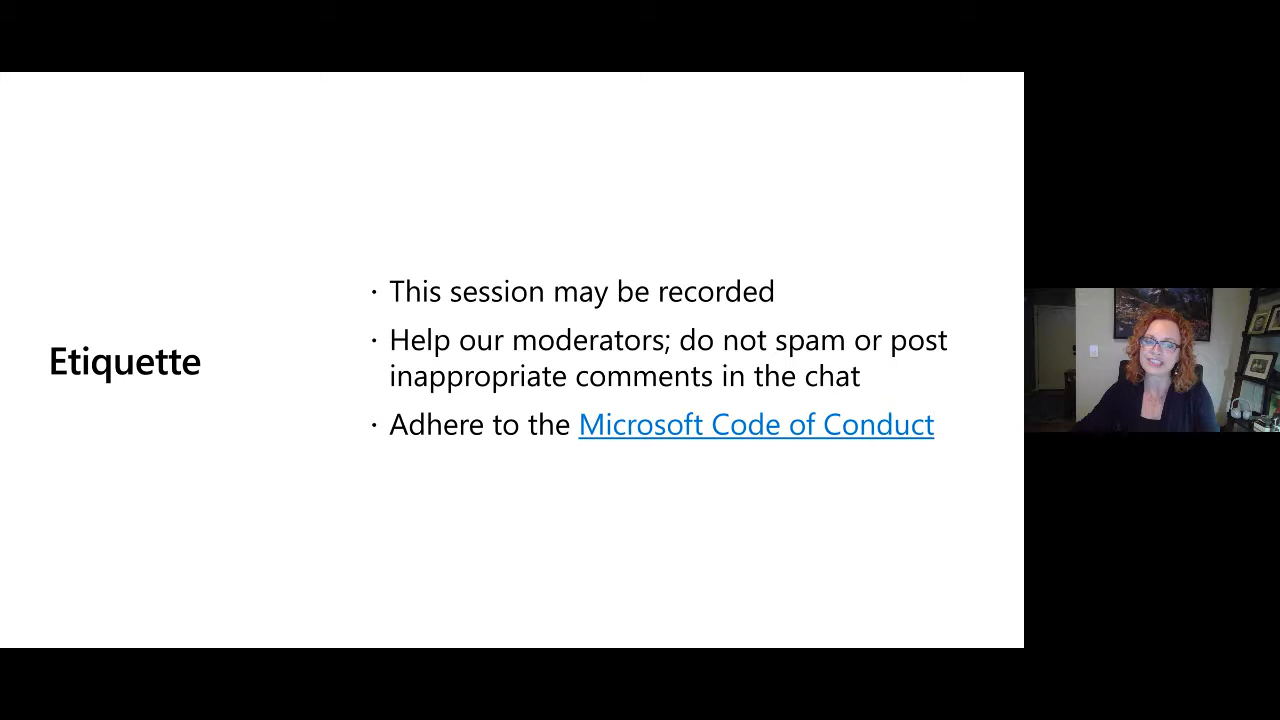 Etiquette
· This session may be recorded
· Help our moderators; do not spam or post
inappropriate comments in the chat
· Adhere to the Microsoft Code of Conduct